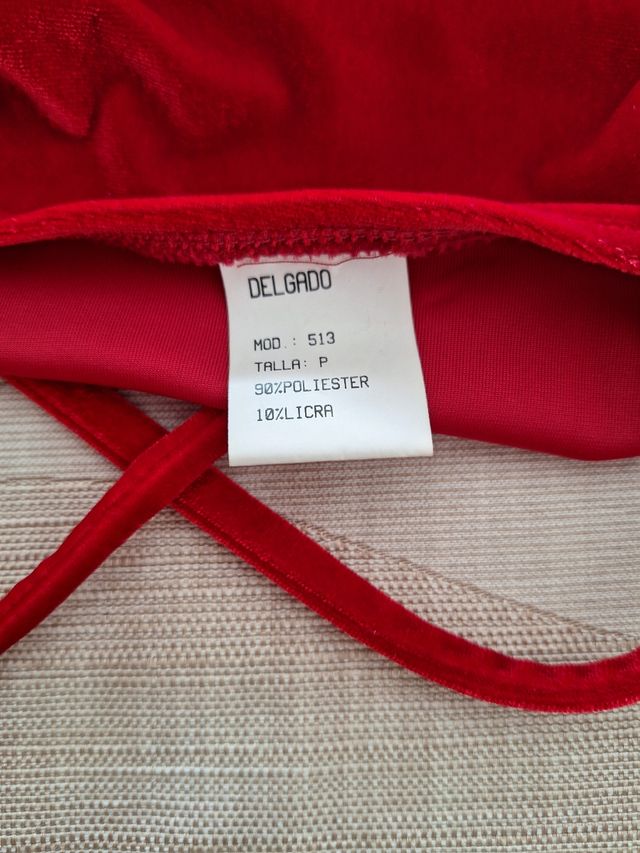 DELGADO
MOD.: 513
TALLA: P
90%POLIESTER
10%LICRA